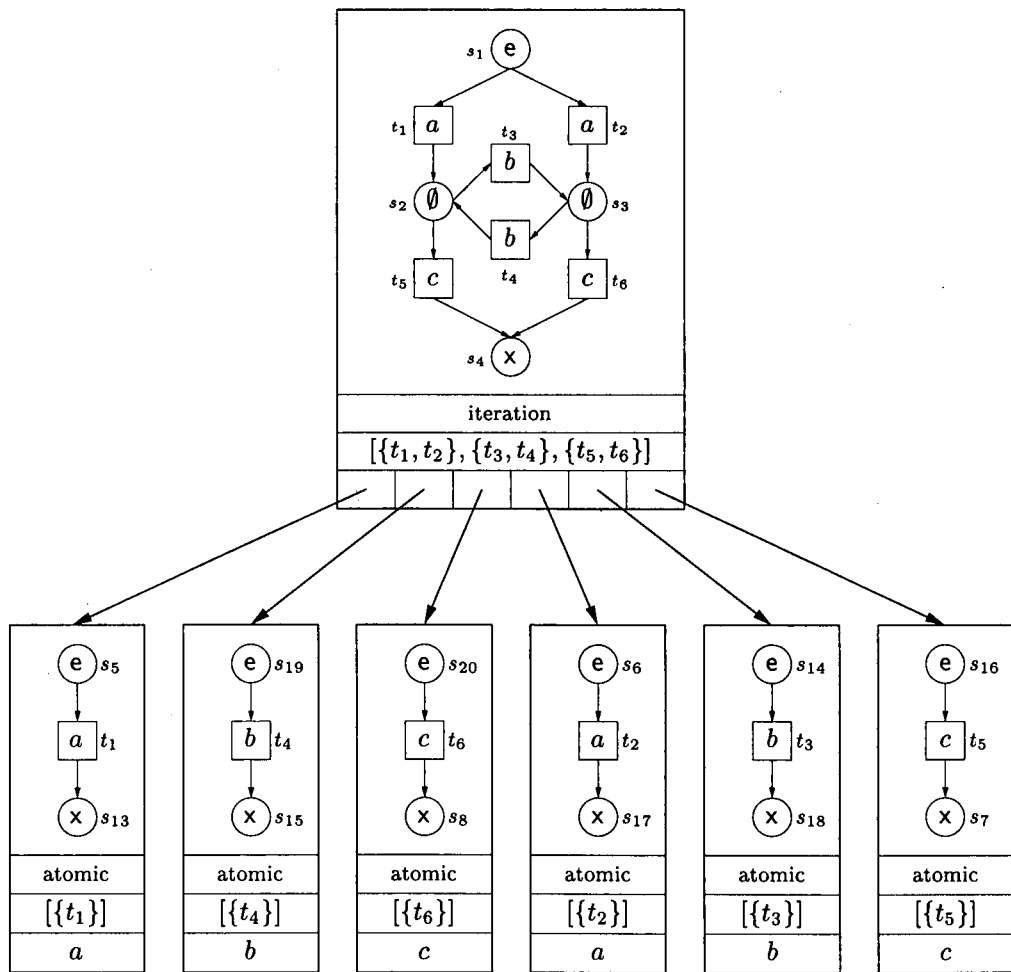 s1 e
t1 a a t2
t3
b
s2 ∅ ∅ s3
b
t4
t5 c c t6
s4 x
iteration
[{t1, t2}, {t3, t4}, {t5, t6}]
e s5 e s19 e s20 e s6 e s14 e s16
a t1 b t4 c t6 a t2 b t3 c t5
x s13 x s15 x s8 x s17 x s18 x s7
atomic atomic atomic atomic atomic atomic
[{t1}] [{t4}] [{t6}] [{t2}] [{t3}] [{t5}]
a b c a b c